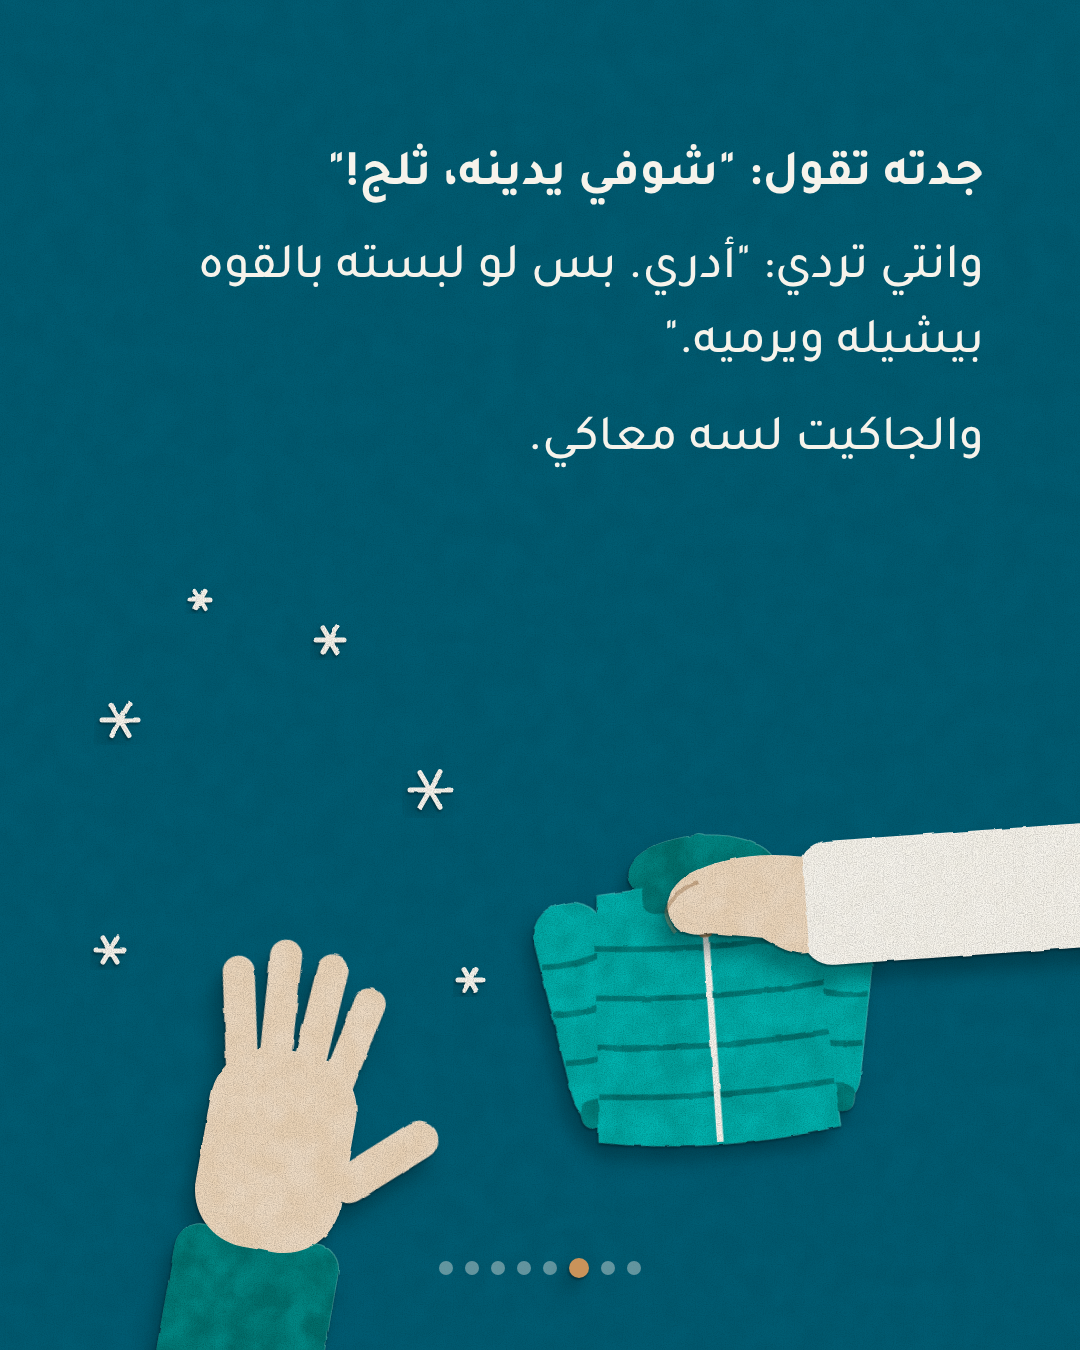 جدته تقول: "شوفي يدينه، ثلج!"
وانتي تردي: "أدري. بس لو لبسته بالقوه
بيشيله ويرميه."
والجاكيت لسه معاكي.